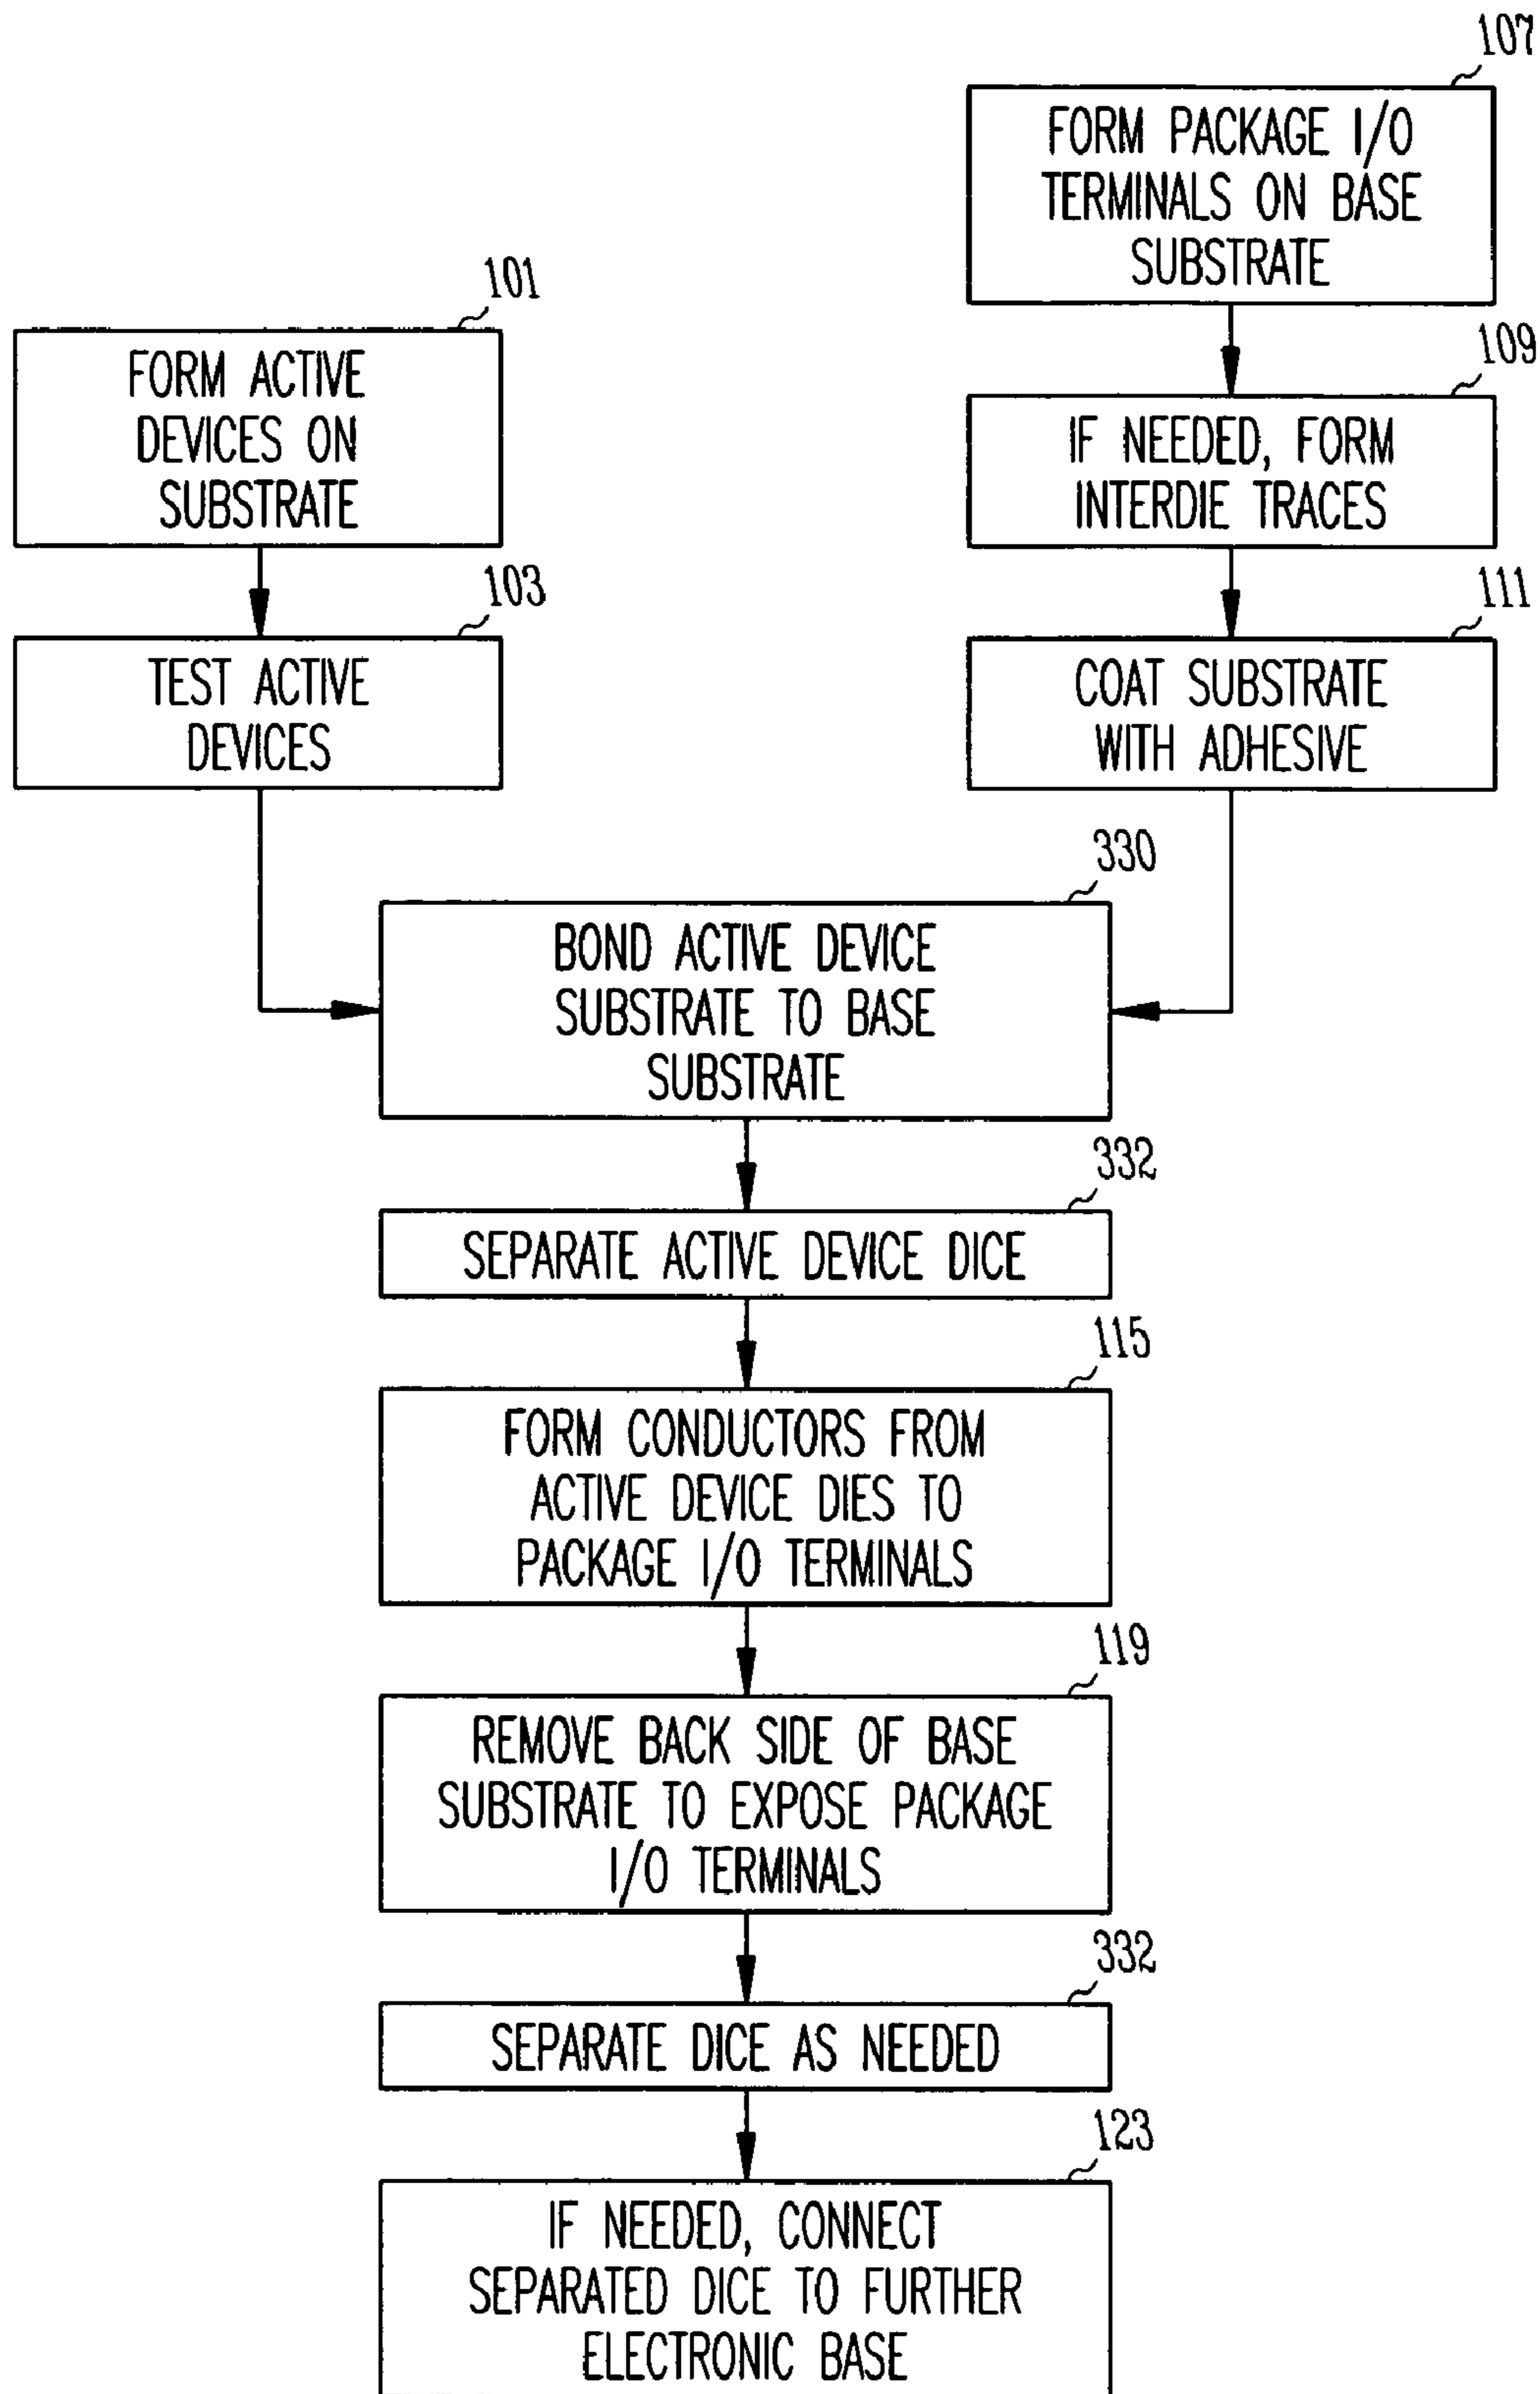 107
FORM PACKAGE I/O
TERMINALS ON BASE
SUBSTRATE
101
FORM ACTIVE
DEVICES ON
SUBSTRATE
109
IF NEEDED, FORM
INTERDIE TRACES
103
TEST ACTIVE
DEVICES
111
COAT SUBSTRATE
WITH ADHESIVE
330
BOND ACTIVE DEVICE
SUBSTRATE TO BASE
SUBSTRATE
332
SEPARATE ACTIVE DEVICE DICE
115
FORM CONDUCTORS FROM
ACTIVE DEVICE DIES TO
PACKAGE I/O TERMINALS
119
REMOVE BACK SIDE OF BASE
SUBSTRATE TO EXPOSE PACKAGE
I/O TERMINALS
332
SEPARATE DICE AS NEEDED
123
IF NEEDED, CONNECT
SEPARATED DICE TO FURTHER
ELECTRONIC BASE